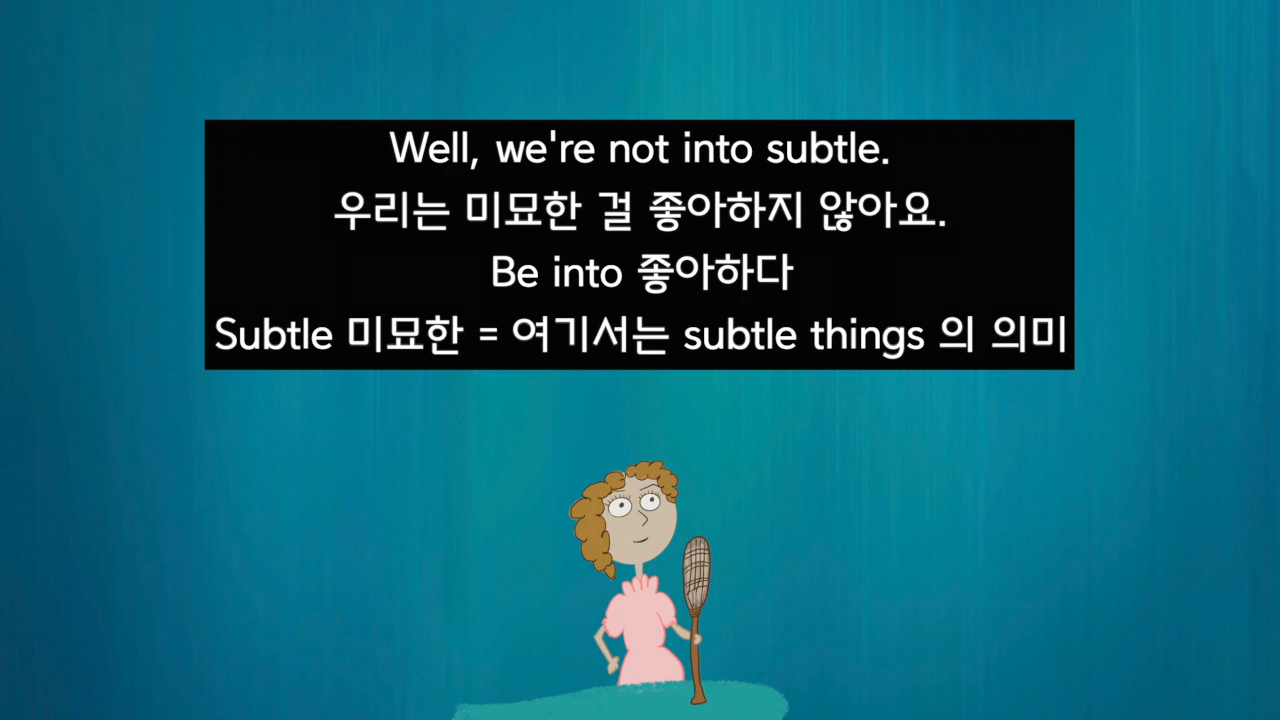 Well, we're not into subtle.
우리는 미묘한 걸 좋아하지 않아요.
Be into 좋아하다
Subtle 미묘한 = 여기서는 subtle things 의 의미